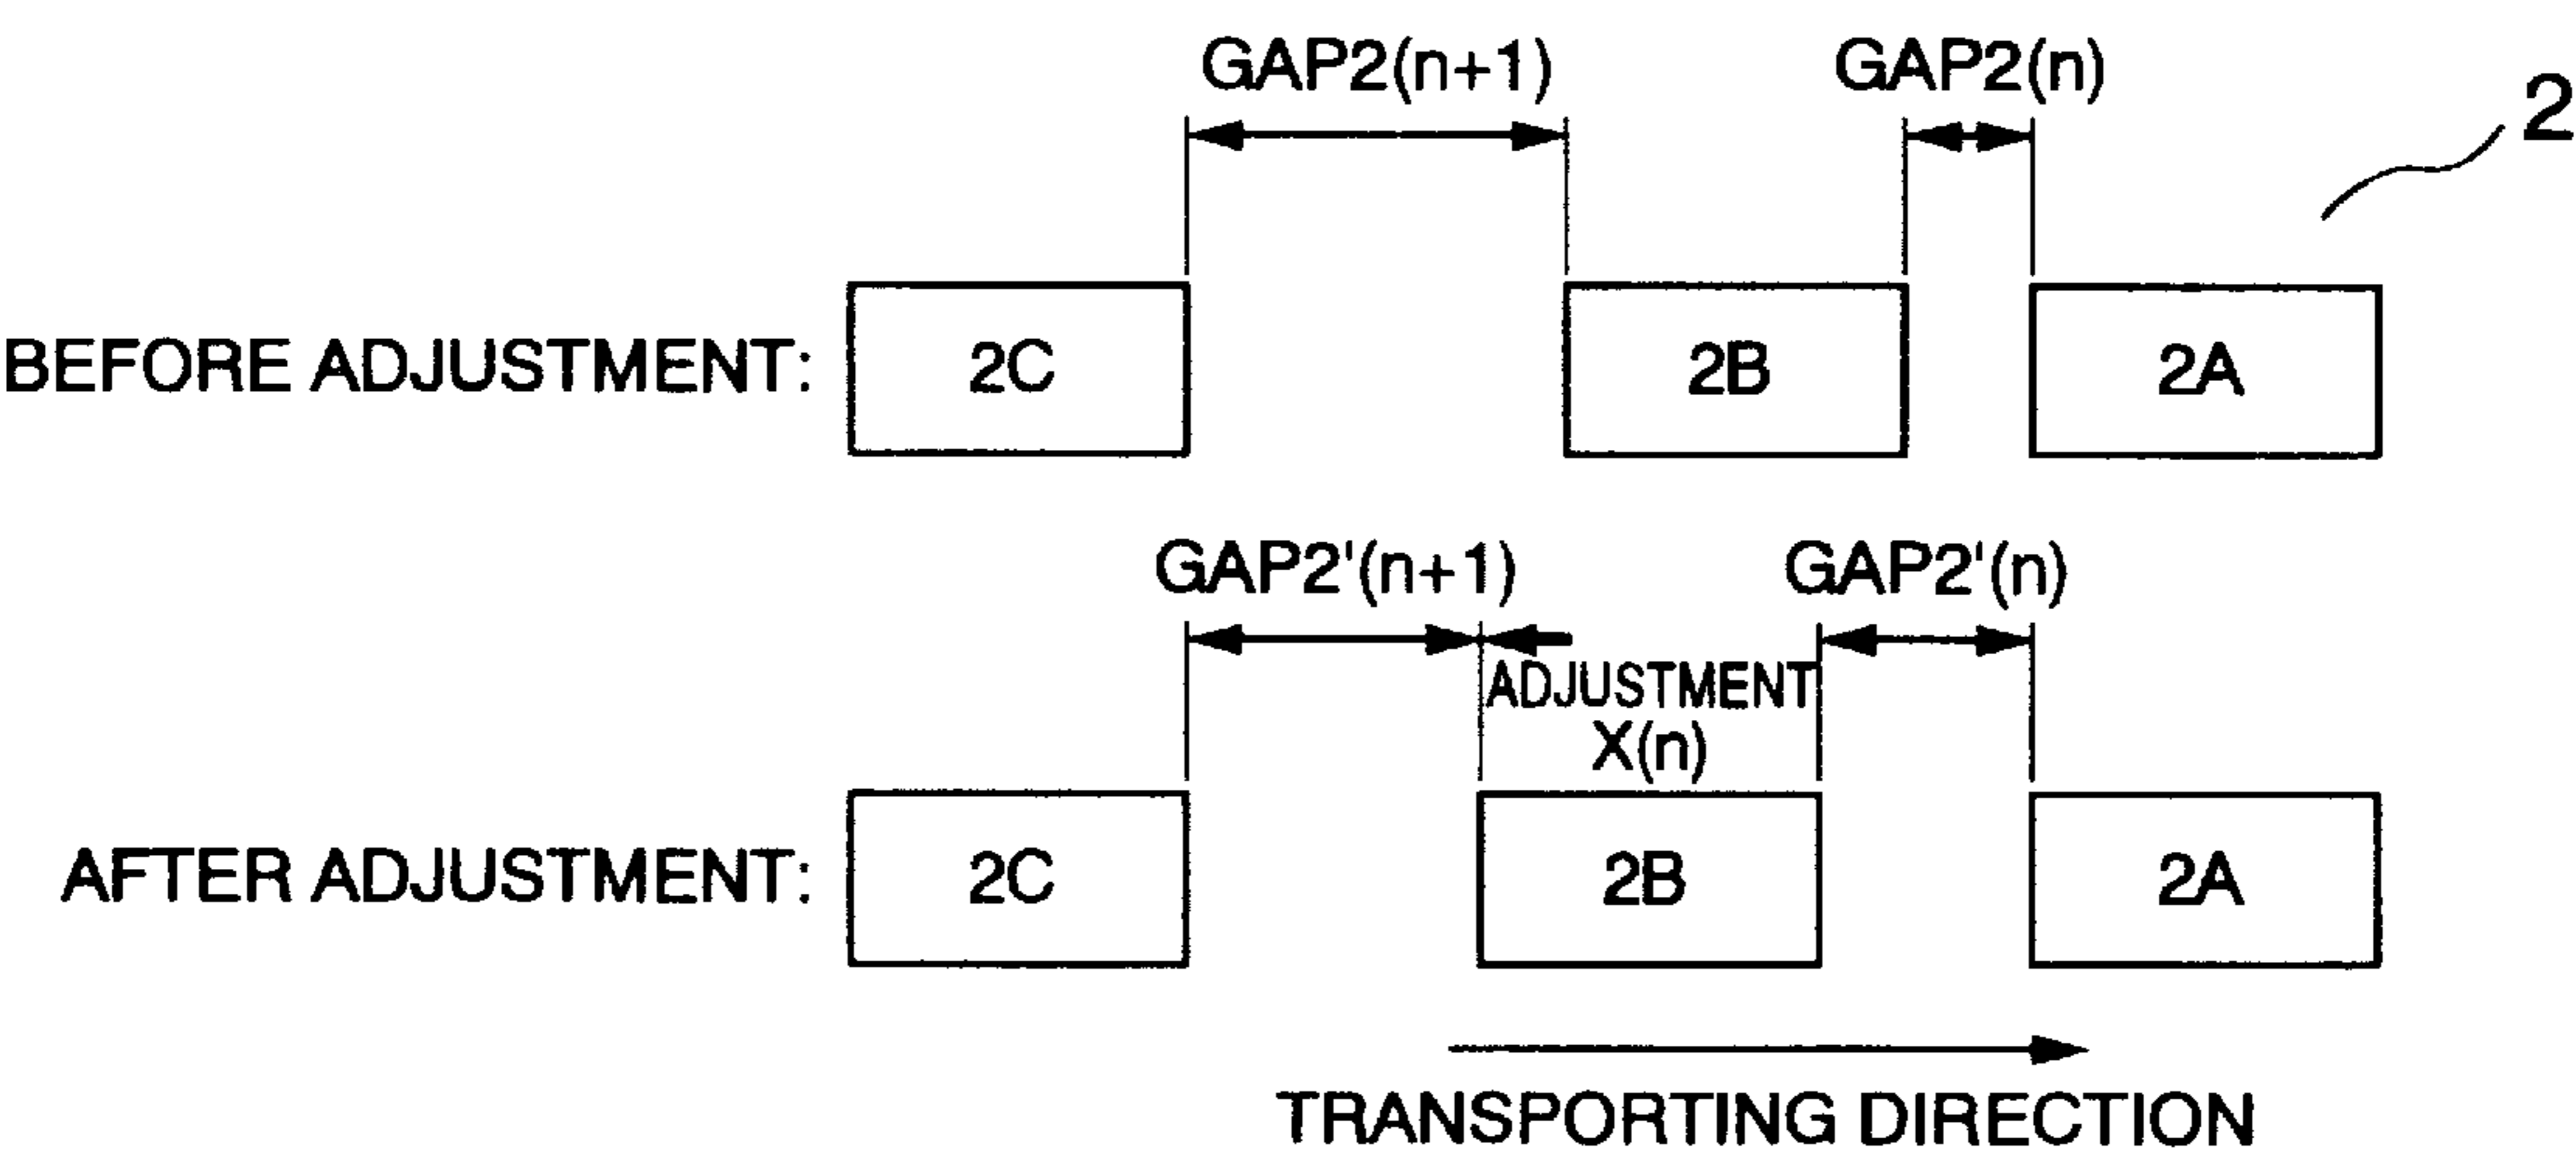 GAP2(n+1) GAP2(n)
2
BEFORE ADJUSTMENT: 2C 2B 2A
GAP2'(n+1) GAP2'(n)
ADJUSTMENT
X(n)
AFTER ADJUSTMENT: 2C 2B 2A
TRANSPORTING DIRECTION